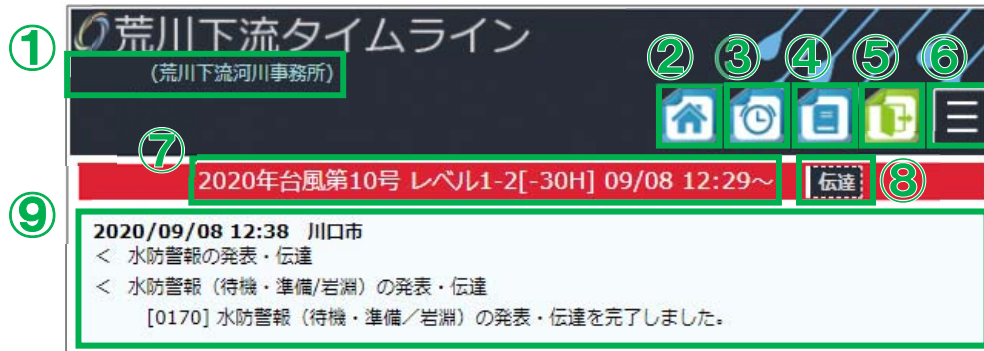 ① 荒川下流タイムライン
(荒川下流河川事務所)
② ③ ④ ⑤ ⑥
⑦ 2020年台風第10号 レベル1-2[-30H] 09/08 12:29～ 伝達 ⑧
⑨
2020/09/08 12:38 川口市
< 水防警報の発表・伝達
< 水防警報（待機・準備/岩淵）の発表・伝達
[0170] 水防警報（待機・準備／岩淵）の発表・伝達を完了しました。